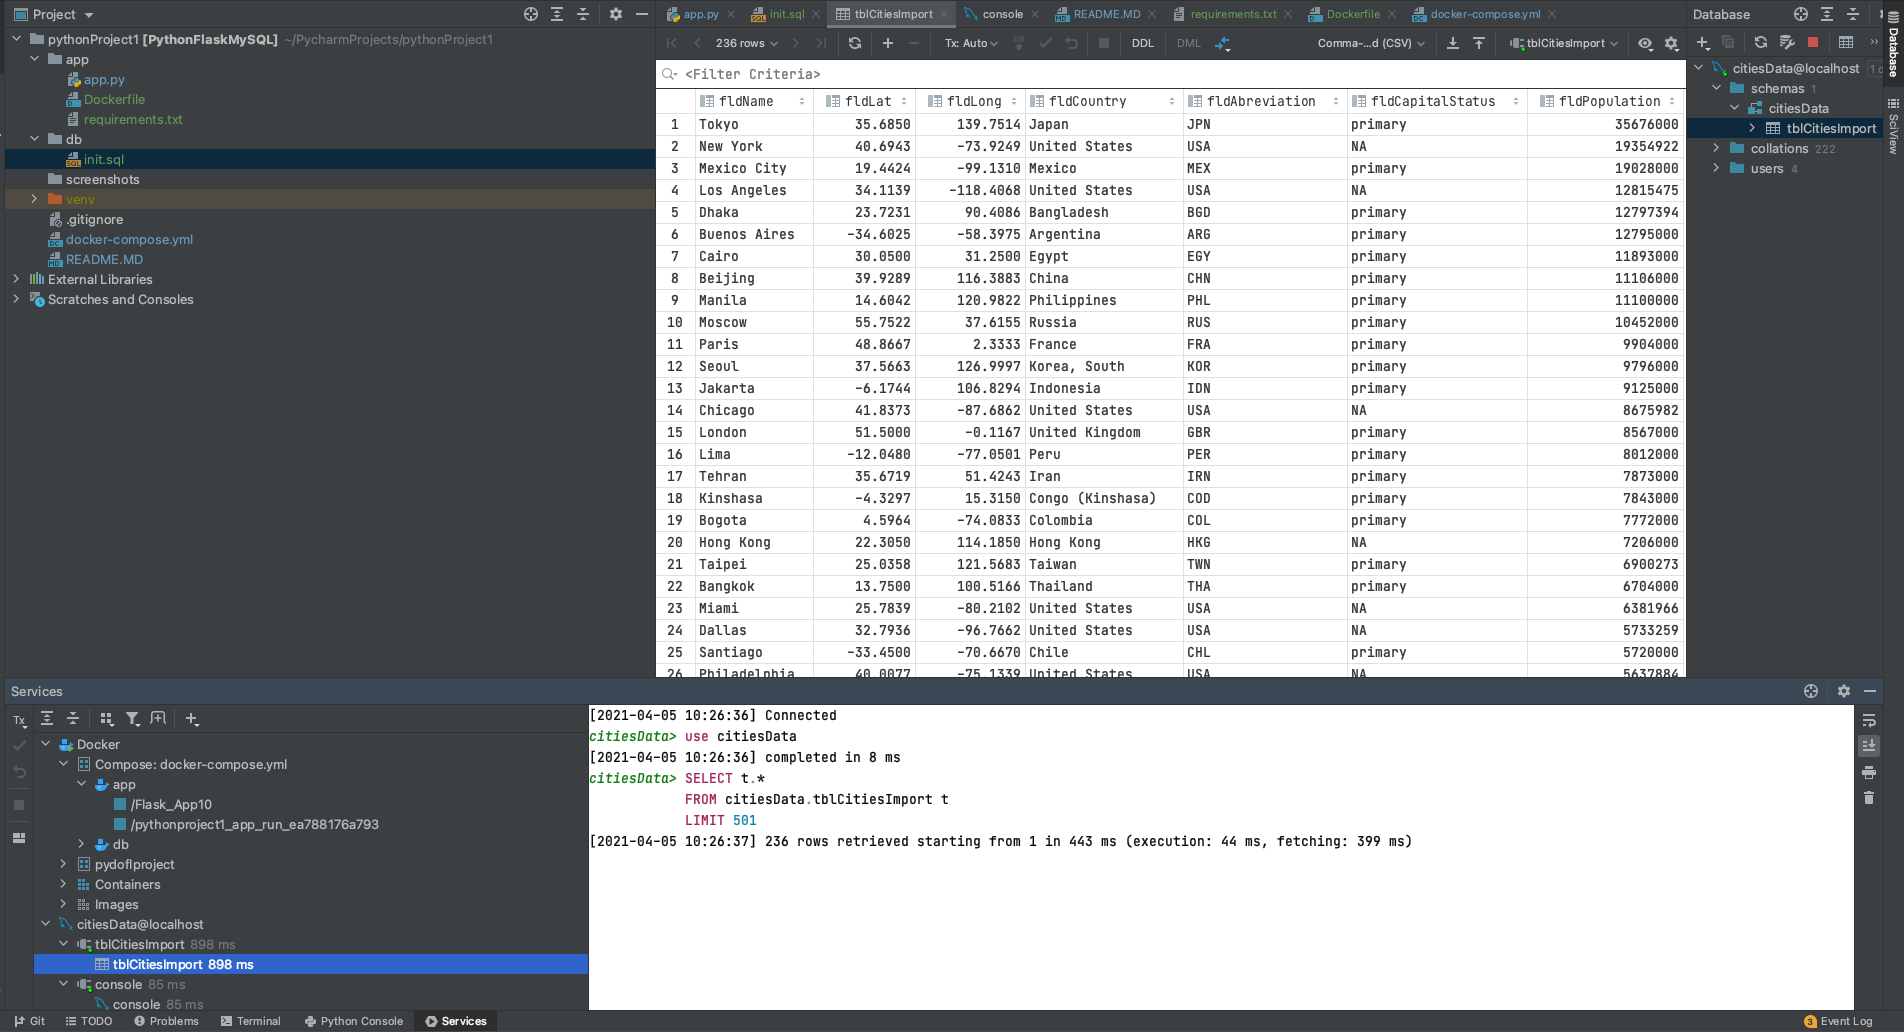 Project
pythonProject1 [PythonFlaskMySQL] ~/PycharmProjects/pythonProject1
app
app.py
Dockerfile
requirements.txt
db
init.sql
screenshots
venv
.gitignore
docker-compose.yml
README.MD
External Libraries
Scratches and Consoles
app.py init.sql tblCitiesImport console README.MD requirements.txt Dockerfile docker-compose.yml
236 rows Tx: Auto DB DDL DML Comma-...d (CSV) tblCitiesImport
<Filter Criteria>
fldName fldLat fldLong fldCountry fldAbreviation fldCapitalStatus fldPopulation
1 Tokyo 35.6850 139.7514 Japan JPN primary 35676000
2 New York 40.6943 -73.9249 United States USA NA 19354922
3 Mexico City 19.4424 -99.1310 Mexico MEX primary 19028000
4 Los Angeles 34.1139 -118.4068 United States USA NA 12815475
5 Dhaka 23.7231 90.4086 Bangladesh BGD primary 12797394
6 Buenos Aires -34.6025 -58.3975 Argentina ARG primary 12795000
7 Cairo 30.0500 31.2500 Egypt EGY primary 11893000
8 Beijing 39.9289 116.3883 China CHN primary 11106000
9 Manila 14.6042 120.9822 Philippines PHL primary 11100000
10 Moscow 55.7522 37.6155 Russia RUS primary 10452000
11 Paris 48.8667 2.3333 France FRA primary 9904000
12 Seoul 37.5663 126.9997 Korea, South KOR primary 9796000
13 Jakarta -6.1744 106.8294 Indonesia IDN primary 9125000
14 Chicago 41.8373 -87.6862 United States USA NA 8675982
15 London 51.5000 -0.1167 United Kingdom GBR primary 8567000
16 Lima -12.0480 -77.0501 Peru PER primary 8012000
17 Tehran 35.6719 51.4243 Iran IRN primary 7873000
18 Kinshasa -4.3297 15.3150 Congo (Kinshasa) COD primary 7843000
19 Bogota 4.5964 -74.0833 Colombia COL primary 7772000
20 Hong Kong 22.3050 114.1850 Hong Kong HKG NA 7206000
21 Taipei 25.0358 121.5683 Taiwan TWN primary 6900273
22 Bangkok 13.7500 100.5166 Thailand THA primary 6704000
23 Miami 25.7839 -80.2102 United States USA NA 6381966
24 Dallas 32.7936 -96.7662 United States USA NA 5733259
25 Santiago -33.4500 -70.6670 Chile CHL primary 5720000
26 Philadelphia 40.0077 -75.1339 United States USA NA 5637884
Database
citiesData@localhost 1
schemas 1
citiesData
tblCitiesImport
collations 222
users 4
Database
SciView
Services
Tx
Docker
Compose: docker-compose.yml
app
/Flask_App10
/pythonproject1_app_run_ea788176a793
db
pydoflproject
Containers
Images
citiesData@localhost
tblCitiesImport 898 ms
tblCitiesImport 898 ms
console 85 ms
console 85 ms
[2021-04-05 10:26:36] Connected
citiesData> use citiesData
[2021-04-05 10:26:36] completed in 8 ms
citiesData> SELECT t.*
FROM citiesData.tblCitiesImport t
LIMIT 501
[2021-04-05 10:26:37] 236 rows retrieved starting from 1 in 443 ms (execution: 44 ms, fetching: 399 ms)
Git TODO Problems Terminal Python Console Services 3 Event Log